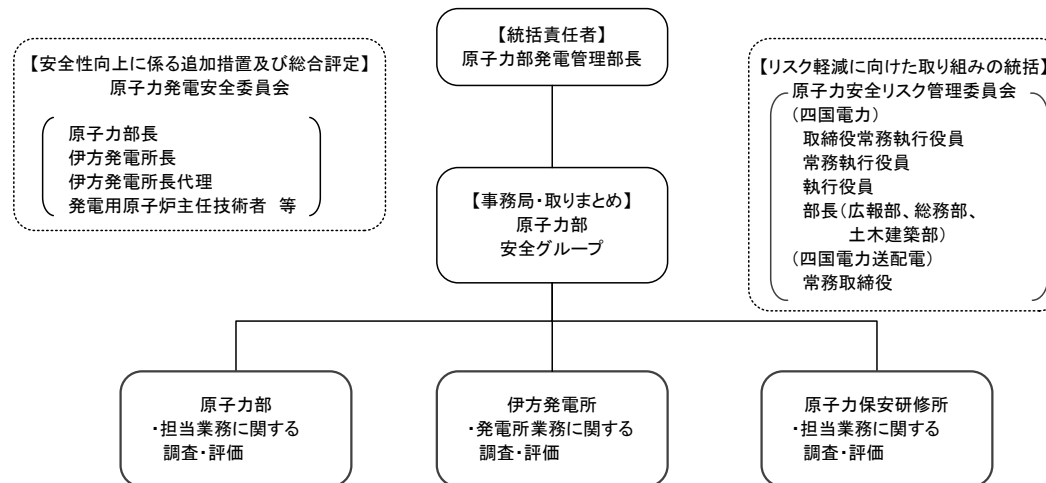 【統括責任者】
原子力部発電管理部長
【安全性向上に係る追加措置及び総合評定】
原子力発電安全委員会
原子力部長
伊方発電所長
伊方発電所長代理
発電用原子炉主任技術者 等
【リスク軽減に向けた取り組みの統括】
原子力安全リスク管理委員会
(四国電力)
取締役常務執行役員
常務執行役員
執行役員
部長(広報部、総務部、
土木建築部)
(四国電力送配電)
常務取締役
【事務局・取りまとめ】
原子力部
安全グループ
原子力部
・担当業務に関する
調査・評価
伊方発電所
・発電所業務に関する
調査・評価
原子力保安研修所
・担当業務に関する
調査・評価